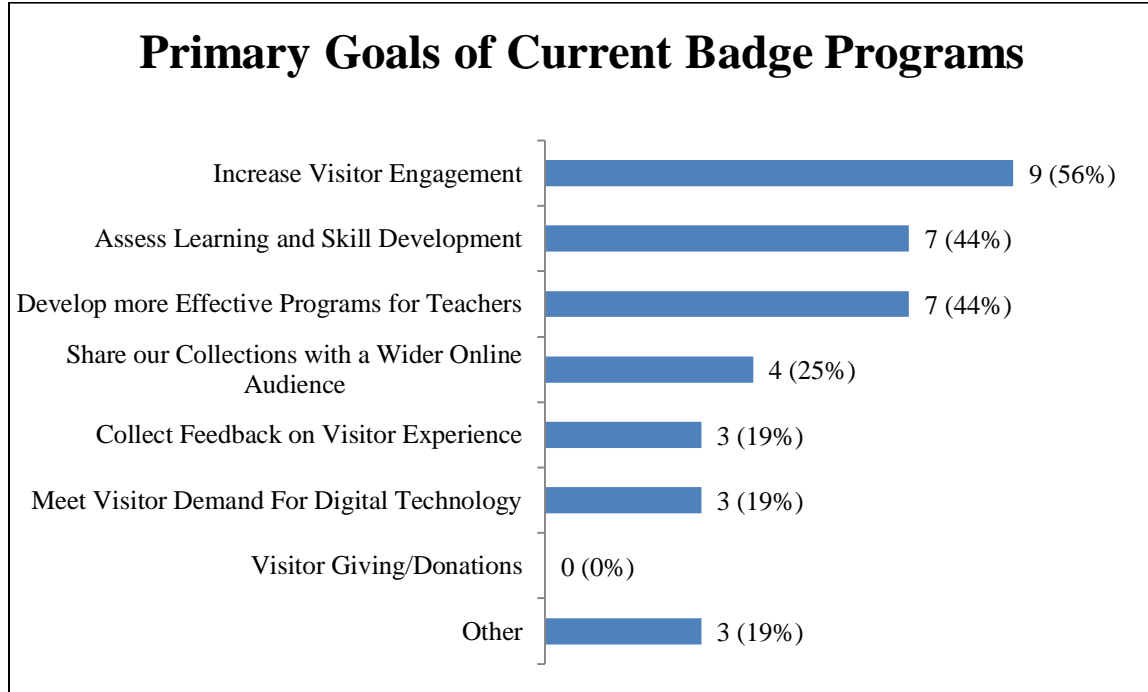 Primary Goals of Current Badge Programs
Increase Visitor Engagement
9 (56%)
Assess Learning and Skill Development
7 (44%)
Develop more Effective Programs for Teachers
7 (44%)
Share our Collections with a Wider Online
Audience
4 (25%)
Collect Feedback on Visitor Experience
3 (19%)
Meet Visitor Demand For Digital Technology
3 (19%)
Visitor Giving/Donations
0 (0%)
Other
3 (19%)